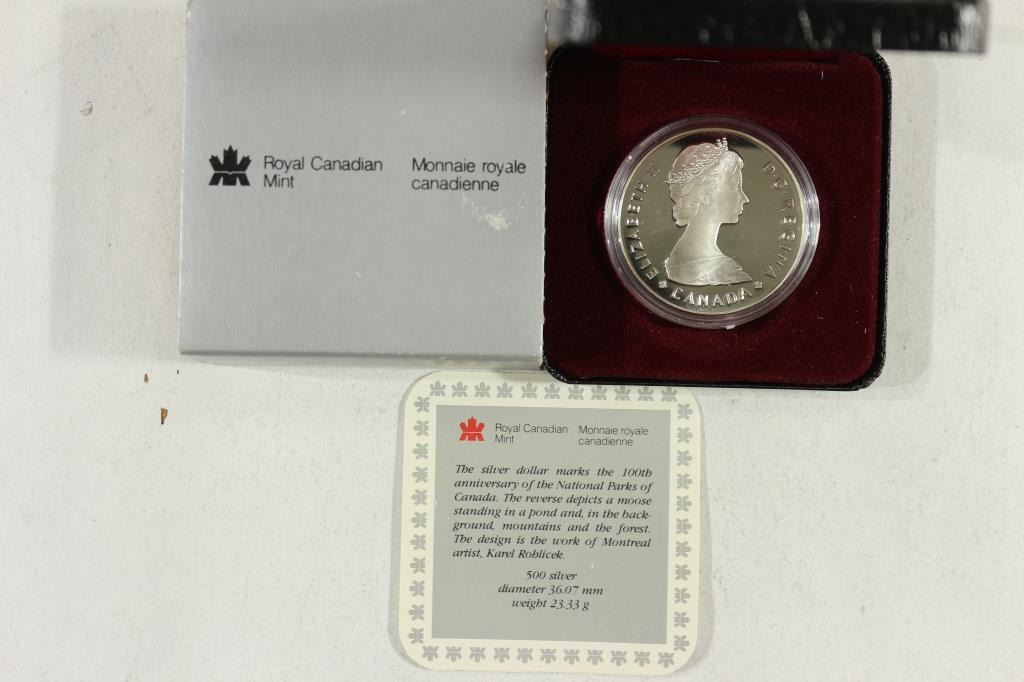 Royal Canadian
Mint
Monnaie royale
canadienne
ELIZABETH II
D·G·REGINA
CANADA
Royal Canadian
Mint
Monnaie royale
canadienne
The silver dollar marks the 100th
anniversary of the National Parks of
Canada. The reverse depicts a moose
standing in a pond and, in the back-
ground, mountains and the forest.
The design is the work of Montreal
artist, Karel Rohlicek.
500 silver
diameter 36.07 mm
weight 23.33 g